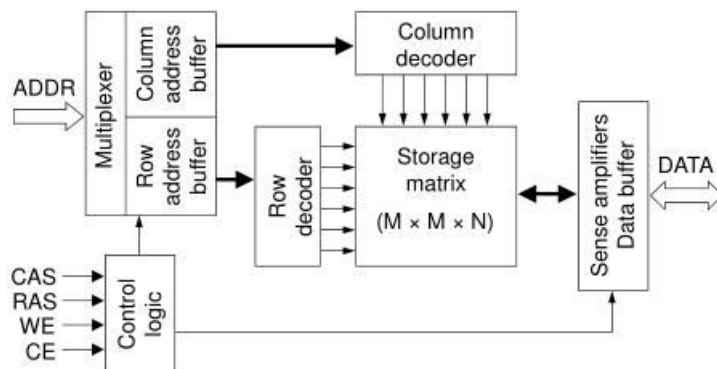 ADDR
Multiplexer
Column
address
buffer
Row
address
buffer
Column
decoder
Row
decoder
Storage
matrix
(M × M × N)
Sense amplifiers
Data buffer
DATA
CAS
RAS
WE
CE
Control
logic